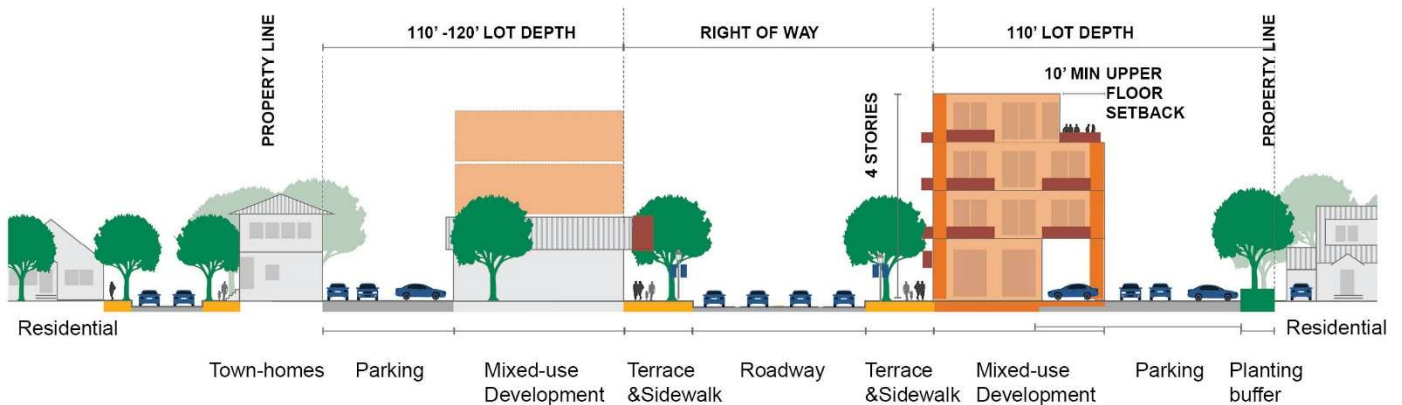 110' -120' LOT DEPTH
RIGHT OF WAY
110' LOT DEPTH
PROPERTY LINE
PROPERTY LINE
10' MIN UPPER
FLOOR
SETBACK
4 STORIES
Residential
Residential
Town-homes
Parking
Mixed-use
Development
Terrace
&Sidewalk
Roadway
Terrace
&Sidewalk
Mixed-use
Development
Parking
Planting
buffer